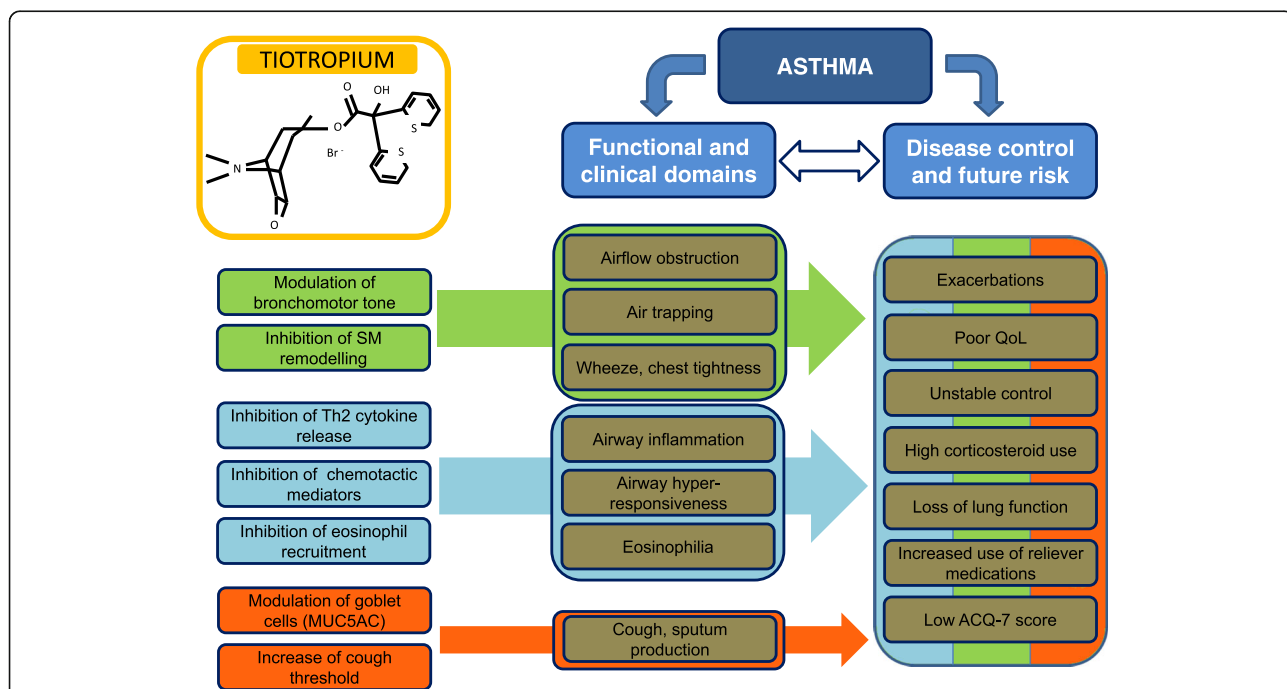 TIOTROPIUM
O
OH
O
S
Br -
S
N
O
ASTHMA
Functional and
clinical domains
Disease control
and future risk
Modulation of
bronchomotor tone
Inhibition of SM
remodelling
Inhibition of Th2 cytokine
release
Inhibition of chemotactic
mediators
Inhibition of eosinophil
recruitment
Modulation of goblet
cells (MUC5AC)
Increase of cough
threshold
Airflow obstruction
Air trapping
Wheeze, chest tightness
Airway inflammation
Airway hyper-
responsiveness
Eosinophilia
Cough, sputum
production
Exacerbations
Poor QoL
Unstable control
High corticosteroid use
Loss of lung function
Increased use of reliever
medications
Low ACQ-7 score